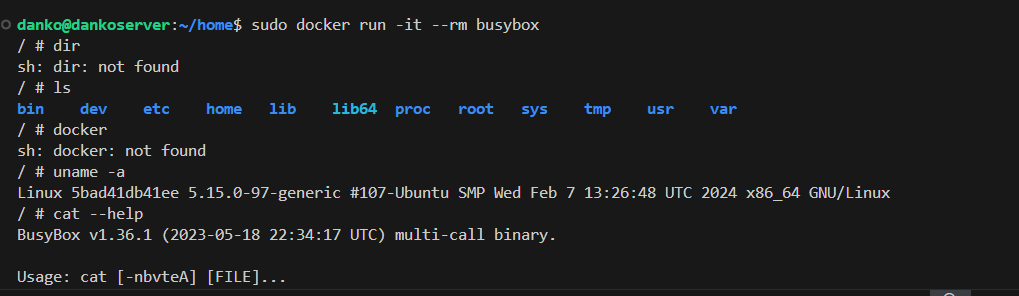 danko@dankoserver:~/home$ sudo docker run -it --rm busybox
/ # dir
sh: dir: not found
/ # ls
bin    dev    etc    home   lib    lib64  proc   root   sys    tmp    usr    var
/ # docker
sh: docker: not found
/ # uname -a
Linux 5bad41db41ee 5.15.0-97-generic #107-Ubuntu SMP Wed Feb 7 13:26:48 UTC 2024 x86_64 GNU/Linux
/ # cat --help
BusyBox v1.36.1 (2023-05-18 22:34:17 UTC) multi-call binary.

Usage: cat [-nbvteA] [FILE]...